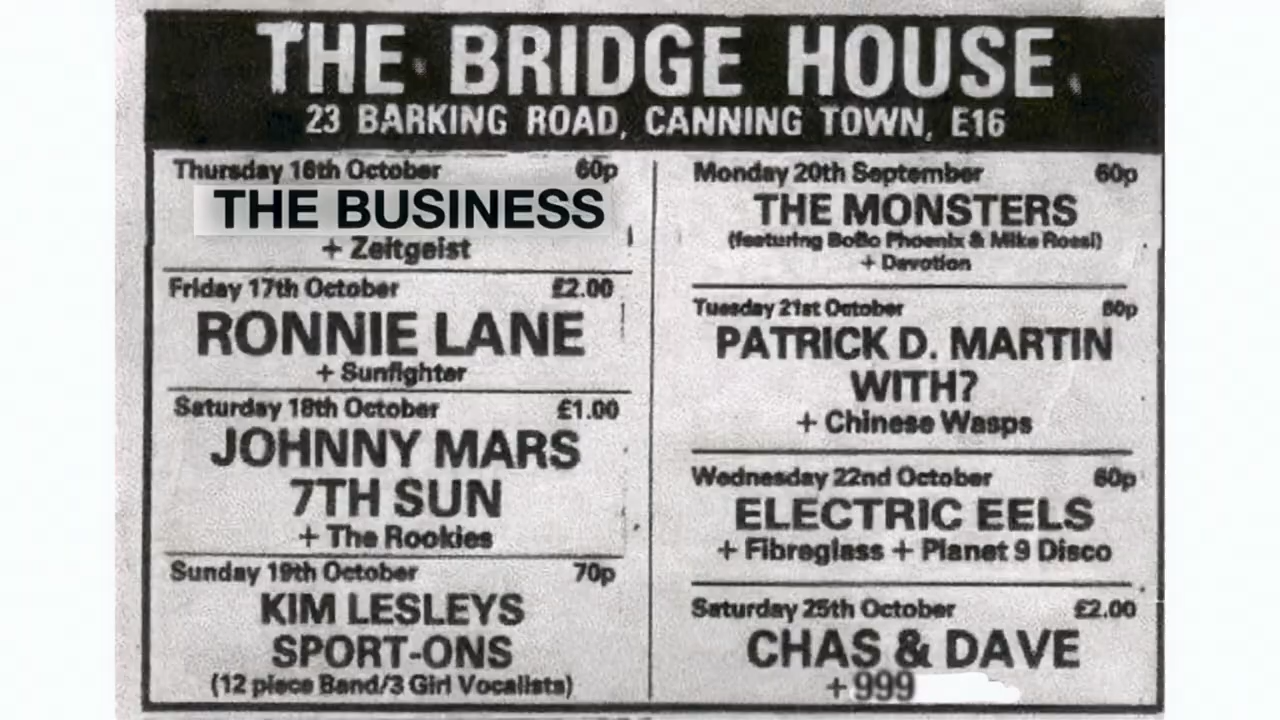 THE BRIDGE HOUSE
23 BARKING ROAD, CANNING TOWN, E16
Thursday 16th October 60p
THE BUSINESS
+ Zeitgeist
Friday 17th October £2.00
RONNIE LANE
+ Sunfighter
Saturday 18th October £1.00
JOHNNY MARS
7TH SUN
+ The Rookies
Sunday 19th October 70p
KIM LESLEYS
SPORT-ONS
(12 piece Band/3 Girl Vocalists)
Monday 20th September 60p
THE MONSTERS
(featuring BoBo Phoenix & Mike Rossi)
+ Devotion
Tuesday 21st October 60p
PATRICK D. MARTIN
WITH?
+ Chinese Wasps
Wednesday 22nd October 60p
ELECTRIC EELS
+ Fibreglass + Planet 9 Disco
Saturday 25th October £2.00
CHAS & DAVE
+ 999